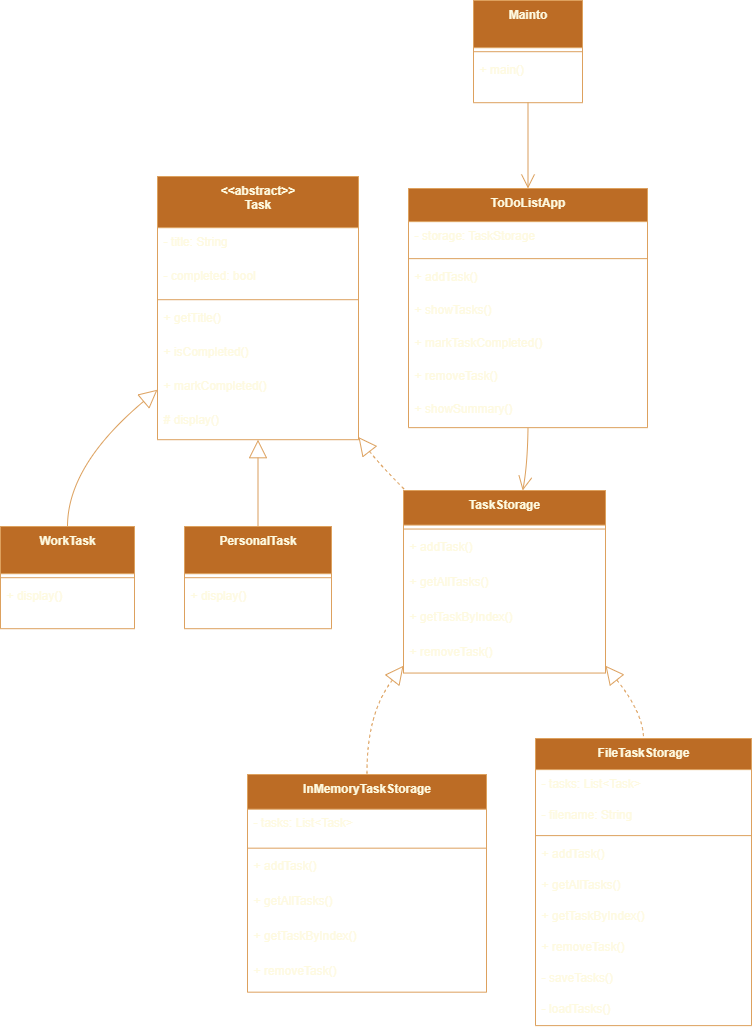 Mainto
+ main()
<<abstract>>
Task
- title: String
- completed: bool
+ getTitle()
+ isCompleted()
+ markCompleted()
# display()
ToDoListApp
- storage: TaskStorage
+ addTask()
+ showTasks()
+ markTaskCompleted()
+ removeTask()
+ showSummary()
WorkTask
+ display()
PersonalTask
+ display()
TaskStorage
+ addTask()
+ getAllTasks()
+ getTaskByIndex()
+ removeTask()
InMemoryTaskStorage
- tasks: List<Task>
+ addTask()
+ getAllTasks()
+ getTaskByIndex()
+ removeTask()
FileTaskStorage
- tasks: List<Task>
- filename: String
+ addTask()
+ getAllTasks()
+ getTaskByIndex()
+ removeTask()
- saveTasks()
- loadTasks()